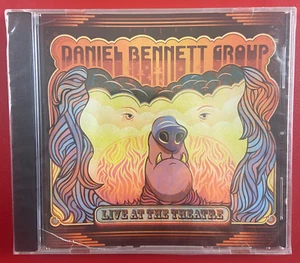 DANIEL BENNETT GROUP
LIVE AT THE THEATRE